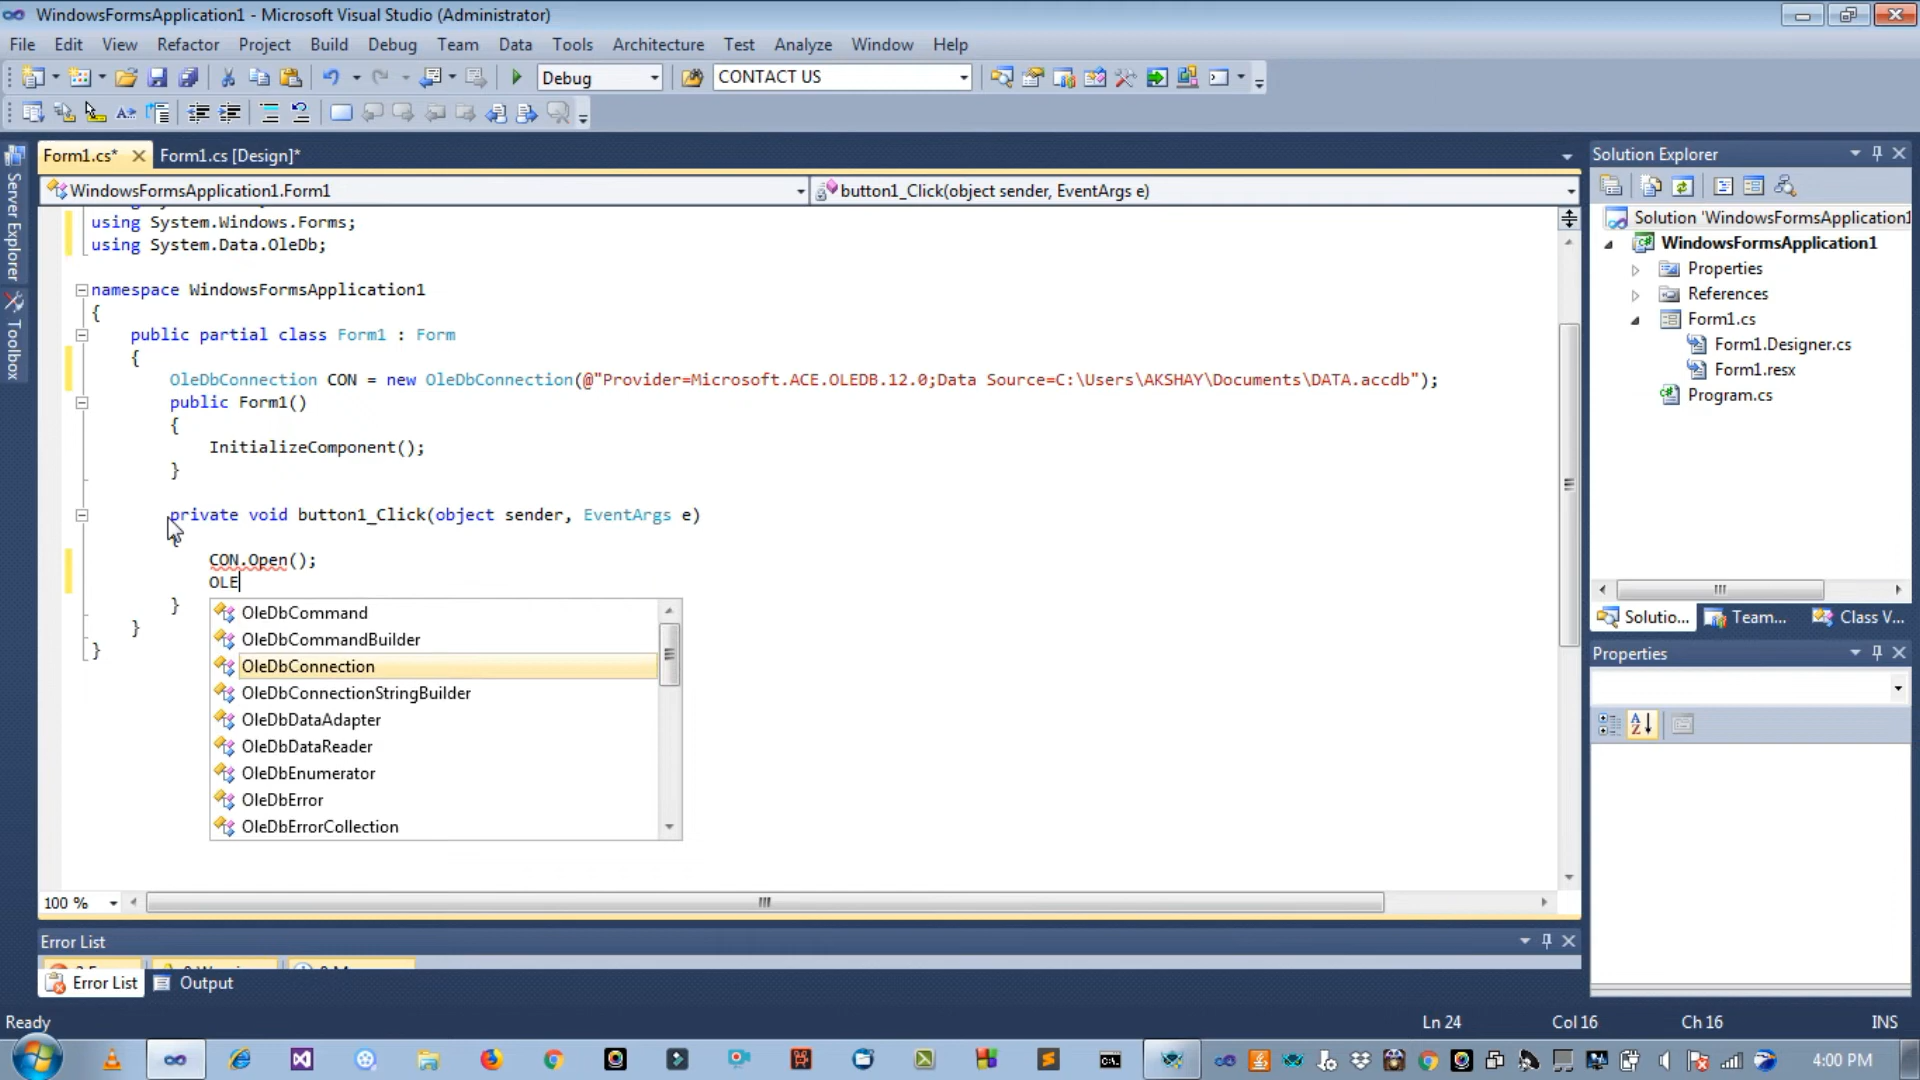 WindowsFormsApplication1 - Microsoft Visual Studio (Administrator)
File Edit View Refactor Project Build Debug Team Data Tools Architecture Test Analyze Window Help
Debug CONTACT US
Form1.cs* Form1.cs [Design]*
WindowsFormsApplication1.Form1 button1_Click(object sender, EventArgs e)
using System.Windows.Forms;
using System.Data.OleDb;
namespace WindowsFormsApplication1
{
public partial class Form1 : Form
{
OleDbConnection CON = new OleDbConnection(@"Provider=Microsoft.ACE.OLEDB.12.0;Data Source=C:\Users\AKSHAY\Documents\DATA.accdb");
public Form1()
{
InitializeComponent();
}
private void button1_Click(object sender, EventArgs e)
{
CON.Open();
OLE
}
}
}
OleDbCommand
OleDbCommandBuilder
OleDbConnection
OleDbConnectionStringBuilder
OleDbDataAdapter
OleDbDataReader
OleDbEnumerator
OleDbError
OleDbErrorCollection
100 %
Error List
Error List Output
Ready Ln 24 Col 16 Ch 16 INS
4:00 PM
Server Explorer
Toolbox
Solution Explorer
Solution 'WindowsFormsApplication1
WindowsFormsApplication1
Properties
References
Form1.cs
Form1.Designer.cs
Form1.resx
Program.cs
Solutio... Team... Class V...
Properties